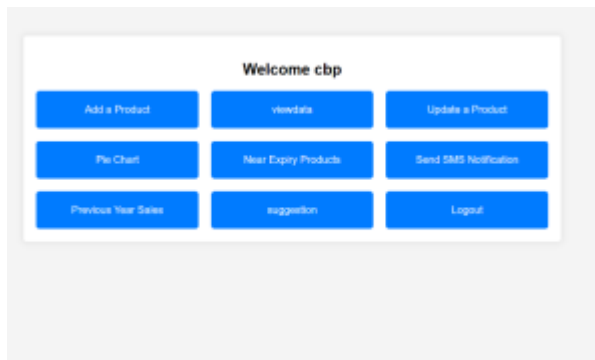 Welcome cbp
Add a Product viewdata Update a Product
Pie Chart Near Expiry Products Send SMS Notification
Previous Year Sales suggestion Logout